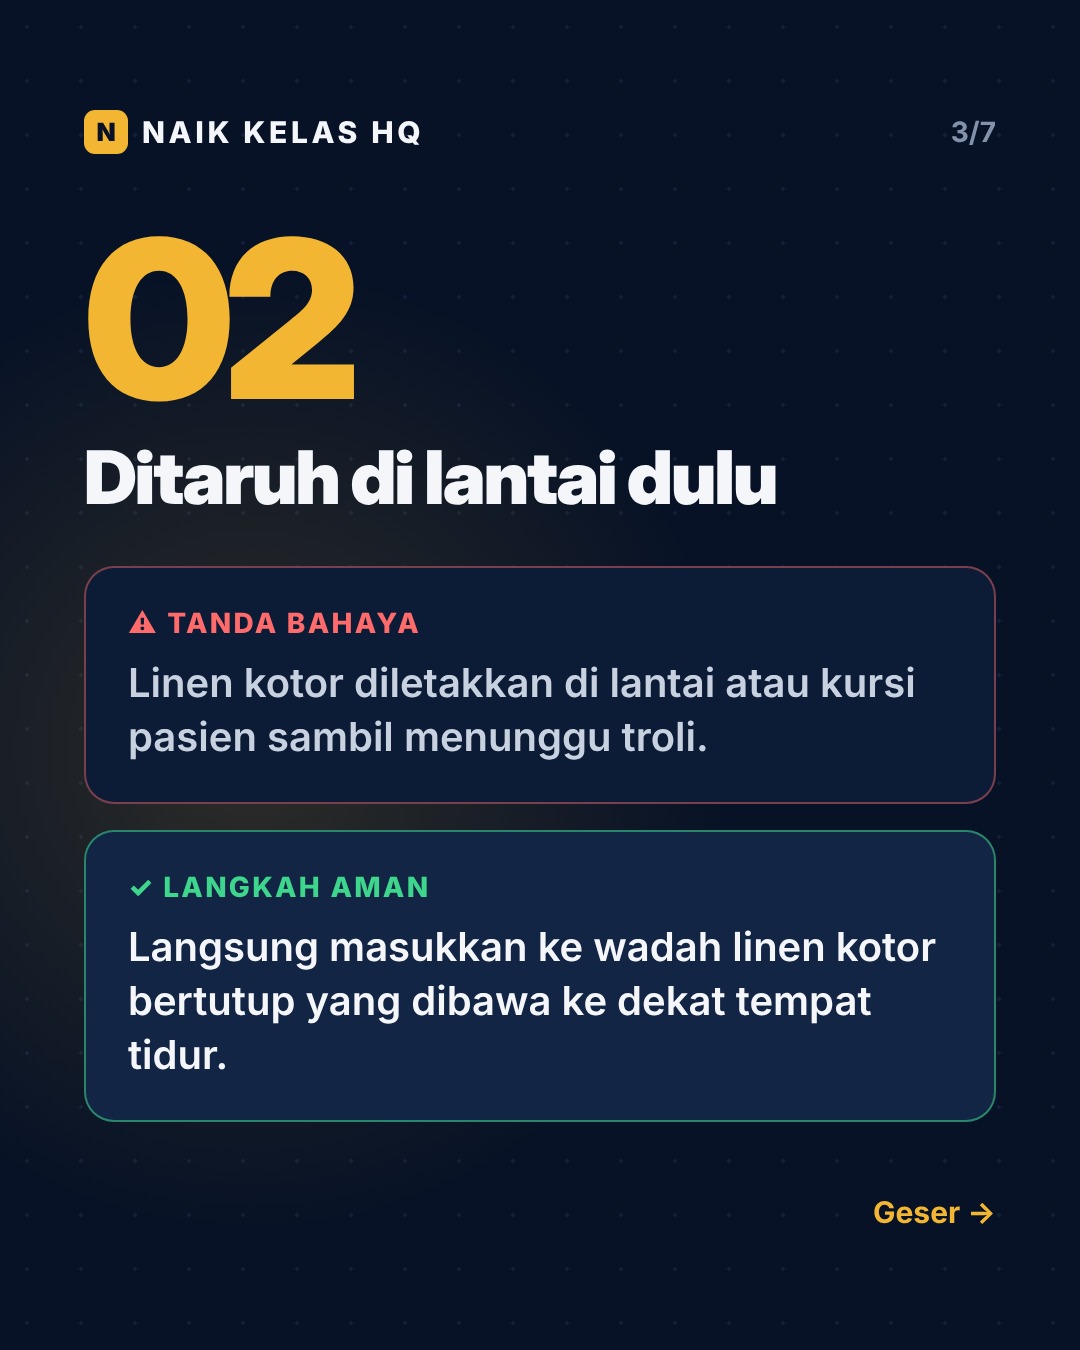 N NAIK KELAS HQ
3/7
02
Ditaruh di lantai dulu
⚠ TANDA BAHAYA
Linen kotor diletakkan di lantai atau kursi
pasien sambil menunggu troli.
✓ LANGKAH AMAN
Langsung masukkan ke wadah linen kotor
bertutup yang dibawa ke dekat tempat
tidur.
Geser →